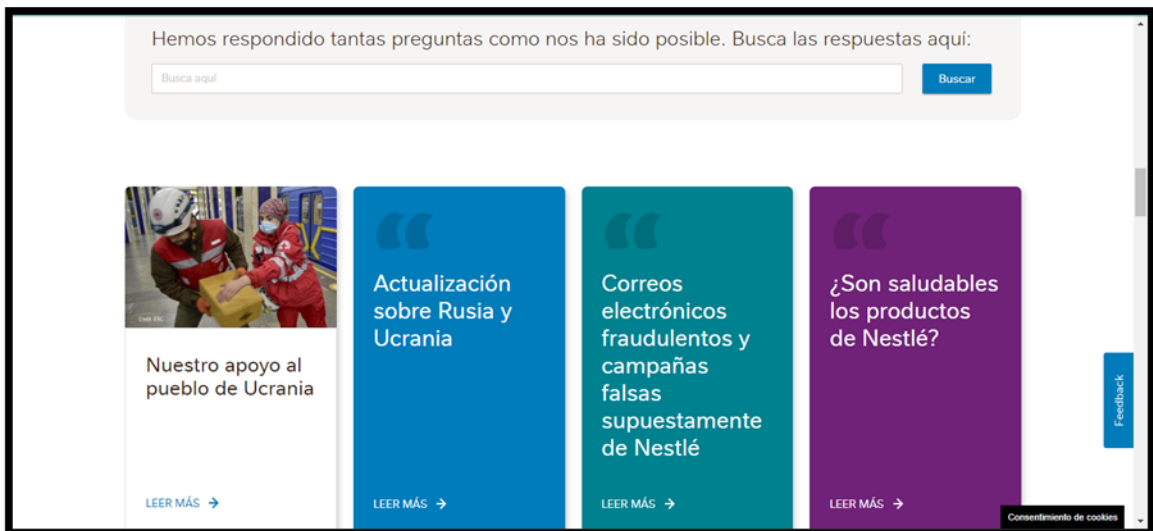 Hemos respondido tantas preguntas como nos ha sido posible. Busca las respuestas aquí:
Busca aquí
Buscar
Nuestro apoyo al
pueblo de Ucrania
LEER MÁS →
Actualización
sobre Rusia y
Ucrania
LEER MÁS →
Correos
electrónicos
fraudulentos y
campañas
falsas
supuestamente
de Nestlé
LEER MÁS →
¿Son saludables
los productos
de Nestlé?
LEER MÁS →
Feedback
Consentimiento de cookies